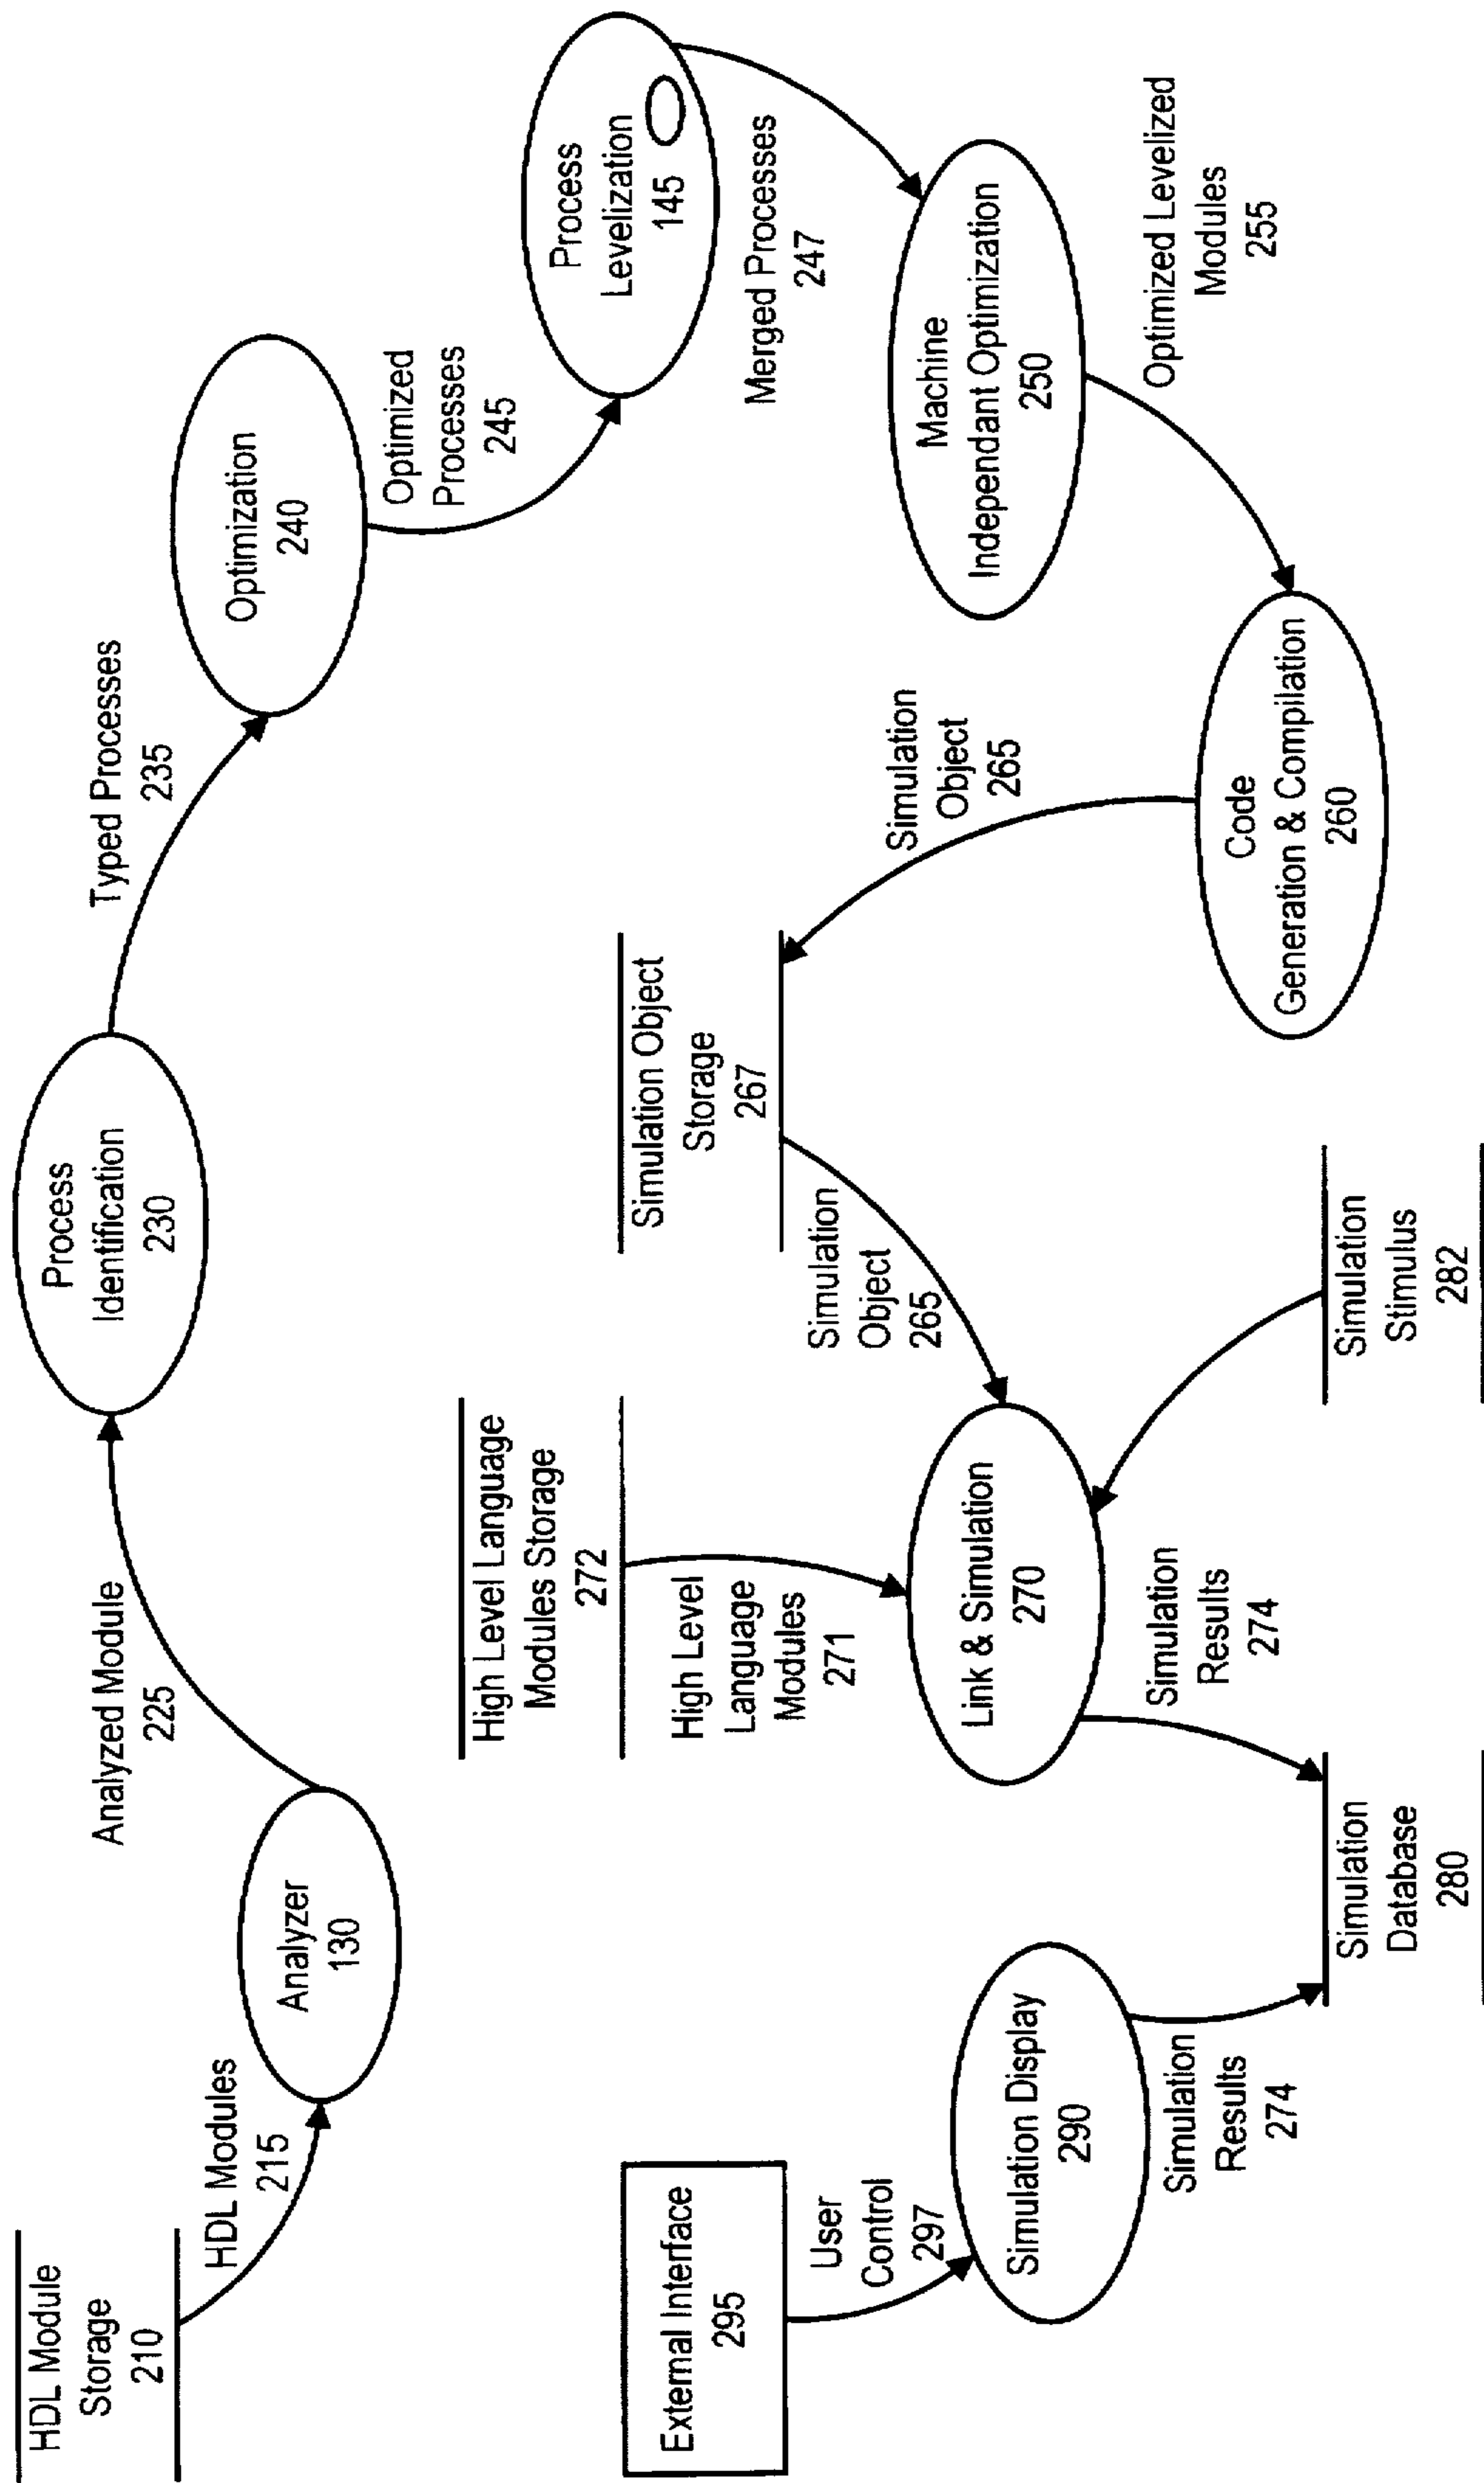 HDL Module
Storage
210
HDL Modules
215
Analyzer
130
Analyzed Module
225
Process
Identification
230
Typed Processes
235
Optimization
240
Optimized
Processes
245
Process
Levelization
145
Merged Processes
247
Machine
Independant Optimization
250
Optimized Levelized
Modules
255
Code
Generation & Compilation
260
Simulation
Object
265
Simulation Object
Storage
267
Simulation
Object
265
High Level Language
Modules Storage
272
High Level
Language
Modules
271
Link & Simulation
270
Simulation
Stimulus
282
Simulation
Results
274
Simulation
Database
280
External Interface
295
User
Control
297
Simulation Display
290
Simulation
Results
274